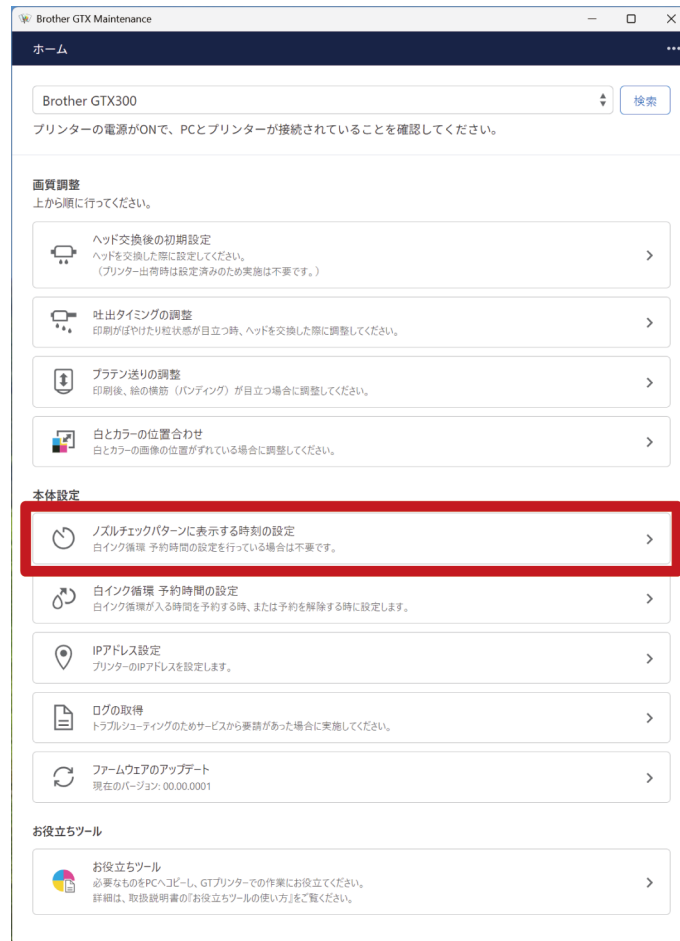 Brother GTX Maintenance
ホーム
Brother GTX300
検索
プリンターの電源がONで、PCとプリンターが接続されていることを確認してください。
画質調整
上から順に行ってください。
ヘッド交換後の初期設定
ヘッドを交換した際に設定してください。
（プリンター出荷時は設定済みのため実施は不要です。）
吐出タイミングの調整
印刷がぼやけたり粒状感が目立つ時、ヘッドを交換した際に調整してください。
プラテン送りの調整
印刷後、絵の横筋（バンディング）が目立つ場合に調整してください。
白とカラーの位置合わせ
白とカラーの画像の位置がずれている場合に調整してください。
本体設定
ノズルチェックパターンに表示する時刻の設定
白インク循環 予約時間の設定を行っている場合は不要です。
白インク循環 予約時間の設定
白インク循環が入る時間を予約する時、または予約を解除する時に設定します。
IPアドレス設定
プリンターのIPアドレスを設定します。
ログの取得
トラブルシューティングのためサービスから要請があった場合に実施してください。
ファームウェアのアップデート
現在のバージョン: 00.00.0001
お役立ちツール
お役立ちツール
必要なものをPCへコピーし、GTプリンターでの作業にお役立てください。
詳細は、取扱説明書の『お役立ちツールの使い方』をご覧ください。